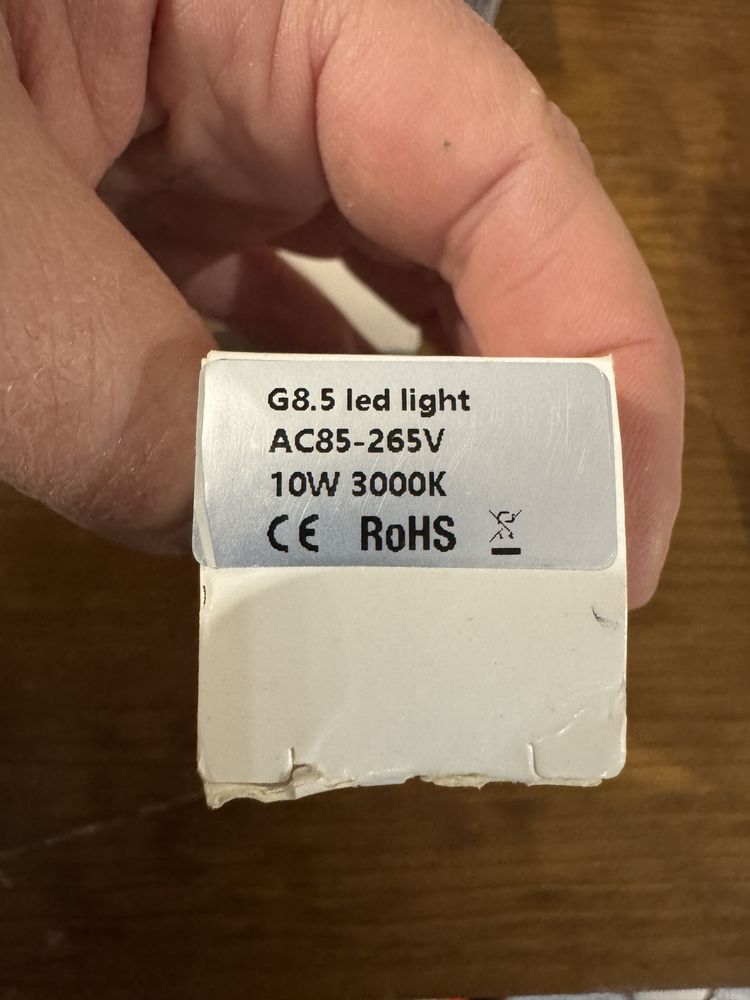 G8.5 led light
AC85-265V
10W 3000K
CE RoHS